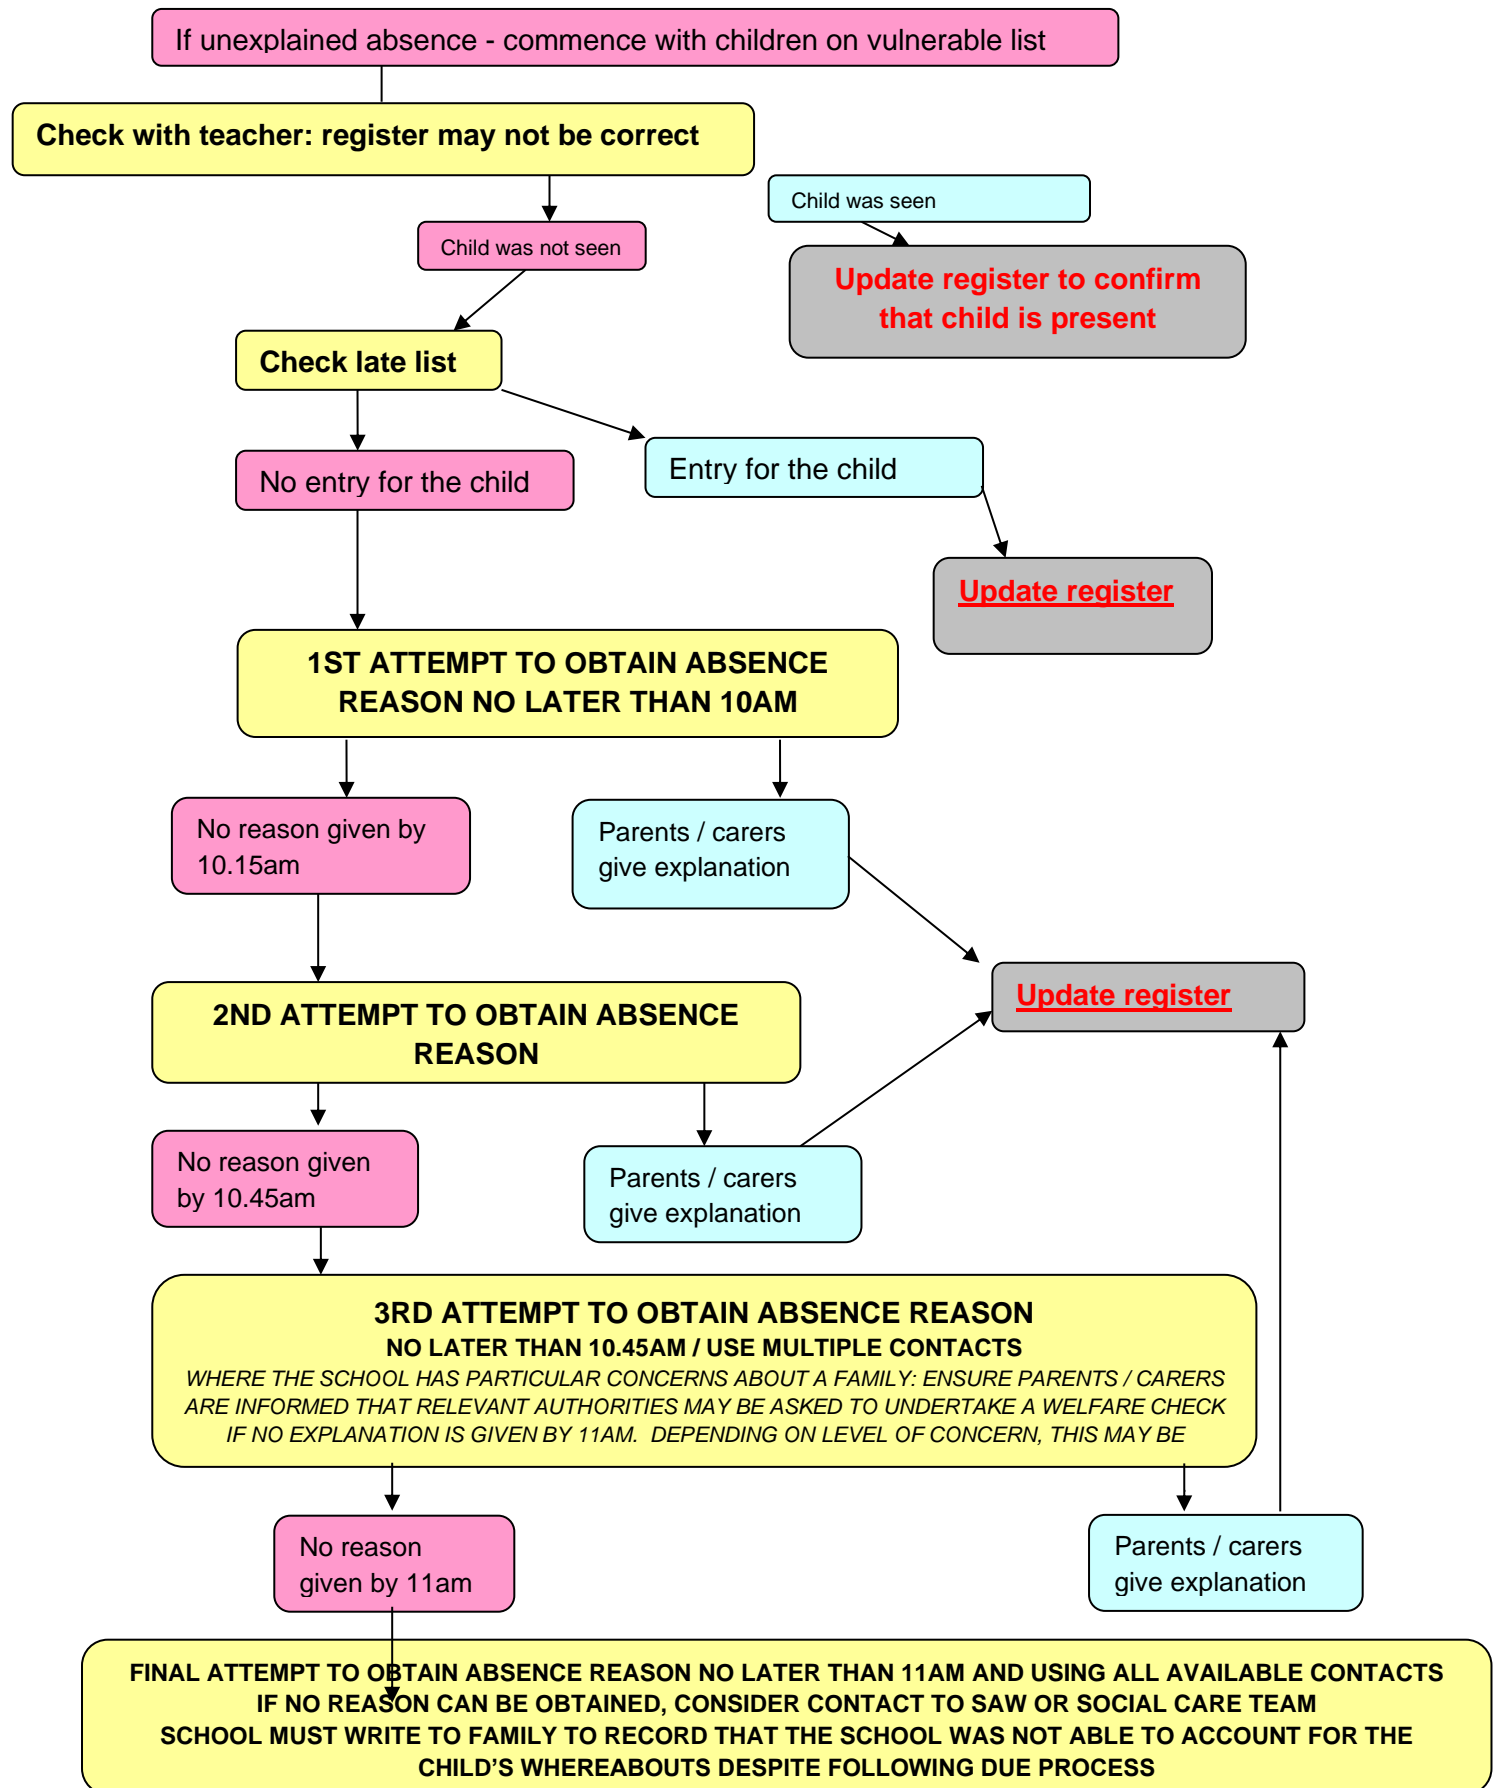 If unexplained absence - commence with children on vulnerable list
Check with teacher: register may not be correct
Child was seen
Child was not seen
Update register to confirm
that child is present
Check late list
Entry for the child
No entry for the child
Update register
1ST ATTEMPT TO OBTAIN ABSENCE
REASON NO LATER THAN 10AM
No reason given by
10.15am
Parents / carers
give explanation
Update register
2ND ATTEMPT TO OBTAIN ABSENCE
REASON
No reason given
by 10.45am
Parents / carers
give explanation
3RD ATTEMPT TO OBTAIN ABSENCE REASON
NO LATER THAN 10.45AM / USE MULTIPLE CONTACTS
WHERE THE SCHOOL HAS PARTICULAR CONCERNS ABOUT A FAMILY: ENSURE PARENTS / CARERS
ARE INFORMED THAT RELEVANT AUTHORITIES MAY BE ASKED TO UNDERTAKE A WELFARE CHECK
IF NO EXPLANATION IS GIVEN BY 11AM.  DEPENDING ON LEVEL OF CONCERN, THIS MAY BE
No reason
given by 11am
Parents / carers
give explanation
FINAL ATTEMPT TO OBTAIN ABSENCE REASON NO LATER THAN 11AM AND USING ALL AVAILABLE CONTACTS
IF NO REASON CAN BE OBTAINED, CONSIDER CONTACT TO SAW OR SOCIAL CARE TEAM
SCHOOL MUST WRITE TO FAMILY TO RECORD THAT THE SCHOOL WAS NOT ABLE TO ACCOUNT FOR THE
CHILD'S WHEREABOUTS DESPITE FOLLOWING DUE PROCESS